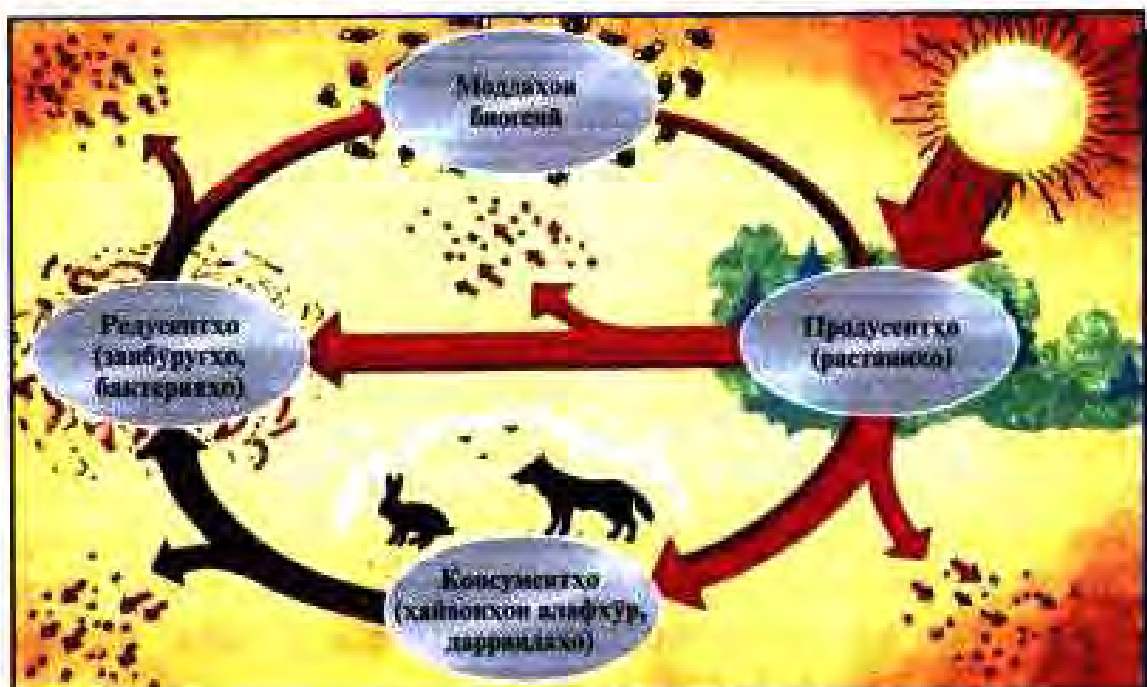 Моддаҳои
биогенӣ
Редусентҳо
(занбӯруғҳо,
бактерияҳо)
Продусентҳо
(растаниҳо)
Консументҳо
(ҳайвонҳои алафхӯр,
даррандаҳо)